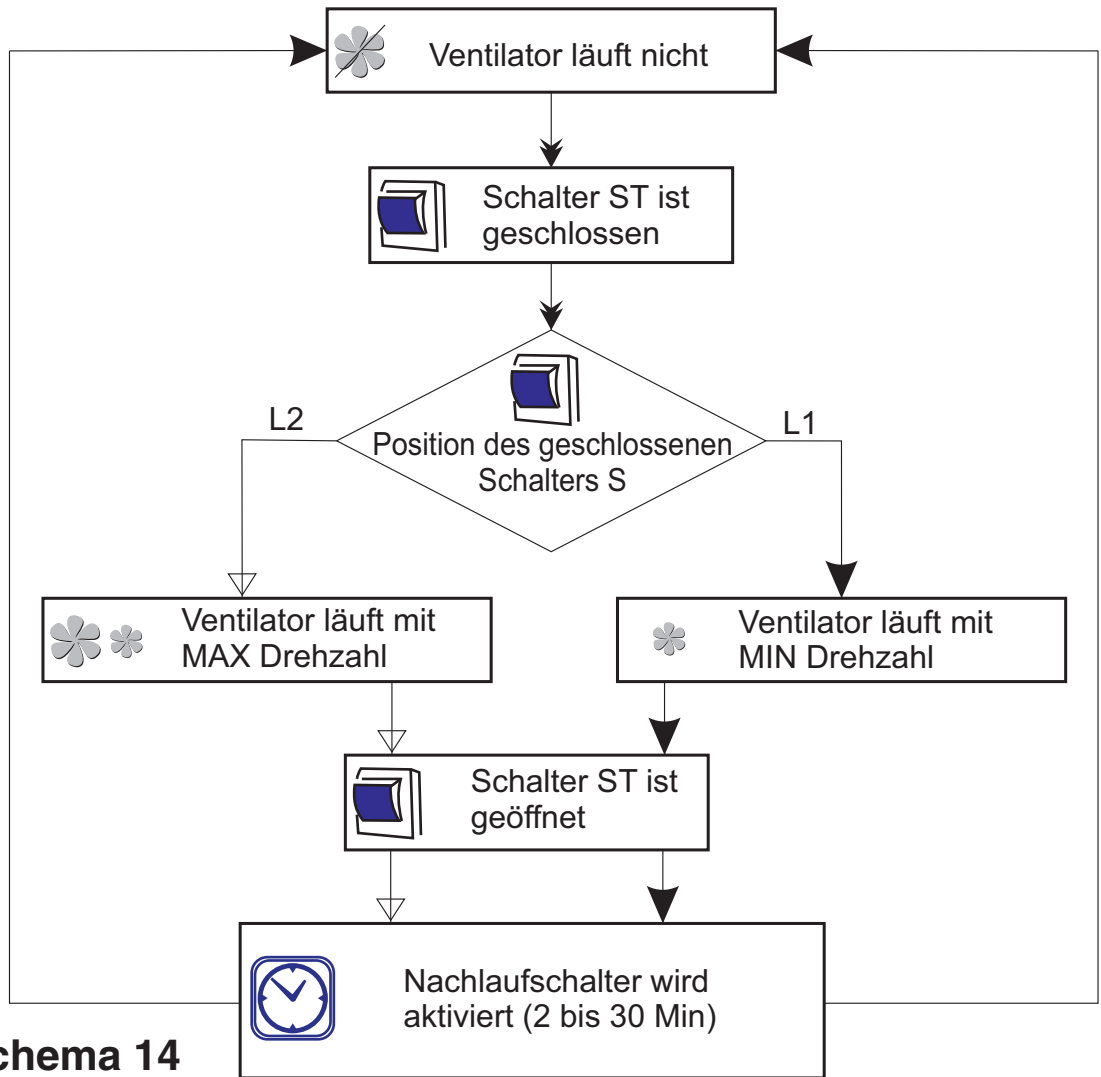 Ventilator läuft nicht
Schalter ST ist
geschlossen
L2
L1
Position des geschlossenen
Schalters S
Ventilator läuft mit
MAX Drehzahl
Ventilator läuft mit
MIN Drehzahl
Schalter ST ist
geöffnet
Nachlaufschalter wird
aktiviert (2 bis 30 Min)
chema 14